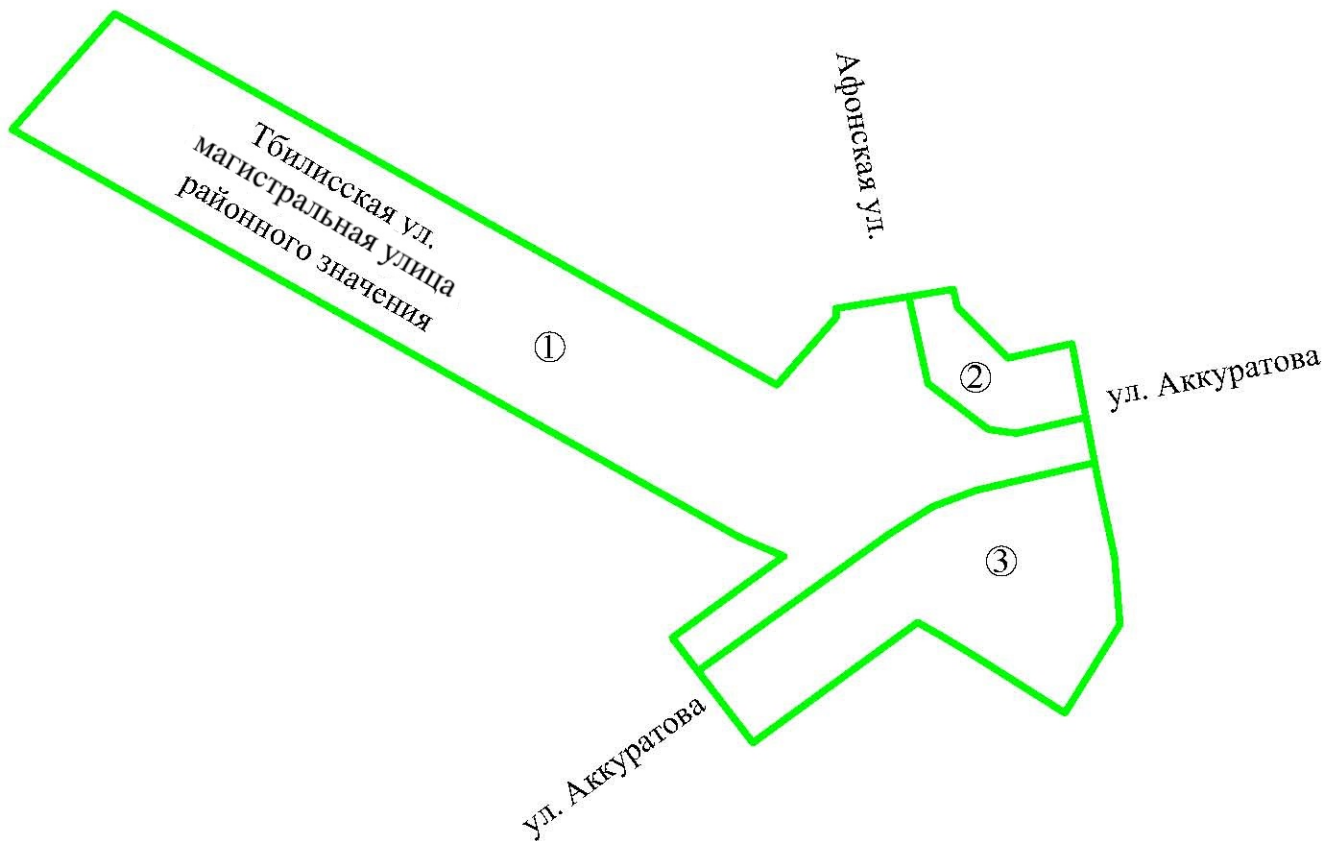 Афонская ул.
Тбилисская ул.
магистральная улица
районного значения
①
②
ул. Аккуратова
③
ул. Аккуратова